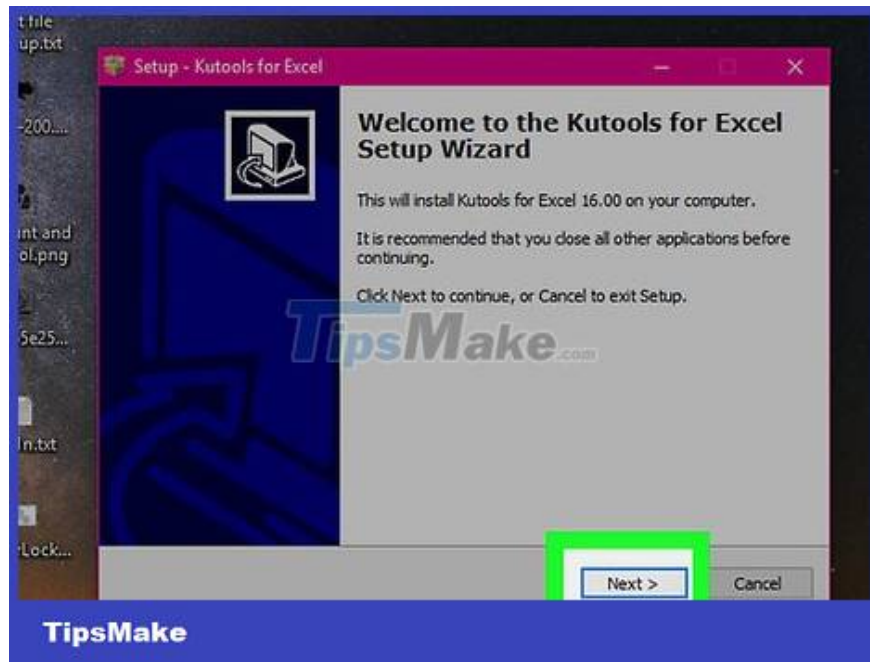 t file
up.txt
Setup - Kutools for Excel
-200....
Welcome to the Kutools for Excel
Setup Wizard
This will install Kutools for Excel 16.00 on your computer.
int and
ol.png
It is recommended that you close all other applications before
continuing.
Click Next to continue, or Cancel to exit Setup.
5e25...
TipsMake.com
In.txt
Lock...
Next >
Cancel
TipsMake